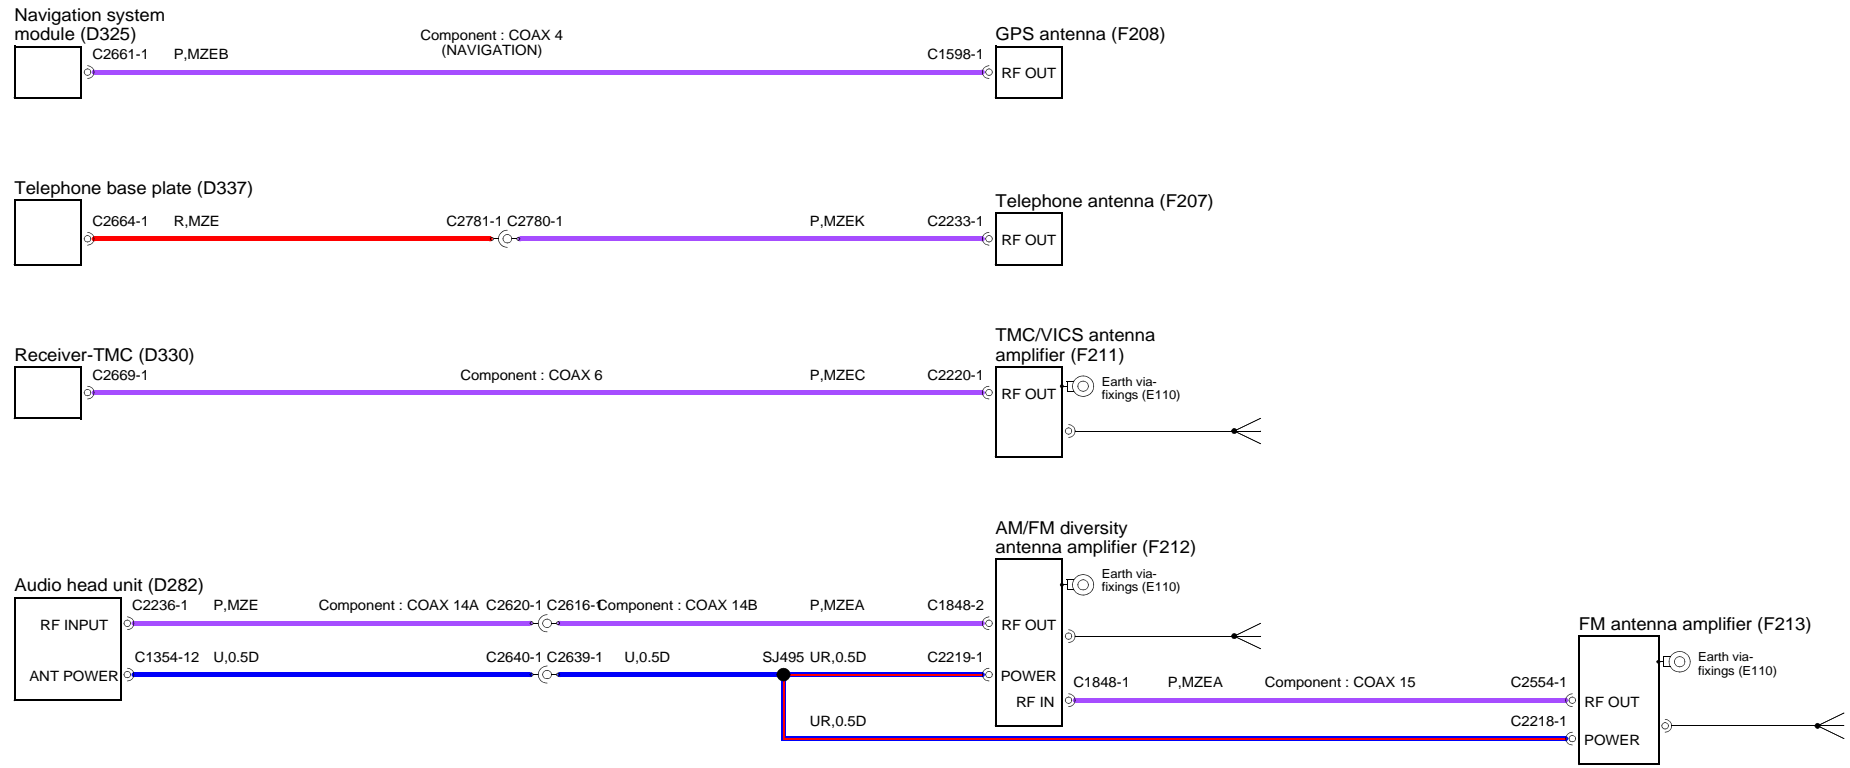 Navigation system
module (D325)
C2661-1 P,MZEB
Component : COAX 4
(NAVIGATION)
C1598-1
GPS antenna (F208)
RF OUT
Telephone base plate (D337)
C2664-1 R,MZE
C2781-1 C2780-1
P,MZEK
C2233-1
Telephone antenna (F207)
RF OUT
Receiver-TMC (D330)
C2669-1
Component : COAX 6
P,MZEC
C2220-1
TMC/VICS antenna
amplifier (F211)
RF OUT
Earth via-
fixings (E110)
Audio head unit (D282)
RF INPUT
C2236-1 P,MZE
Component : COAX 14A
C2620-1 C2616-1
Component : COAX 14B
P,MZEA
C1848-2
AM/FM diversity
antenna amplifier (F212)
RF OUT
Earth via-
fixings (E110)
ANT POWER
C1354-12 U,0.5D
C2640-1 C2639-1
U,0.5D
SJ495 UR,0.5D
C2219-1
POWER
RF IN
C1848-1
P,MZEA
Component : COAX 15
C2554-1
UR,0.5D
C2218-1
FM antenna amplifier (F213)
RF OUT
POWER
Earth via-
fixings (E110)